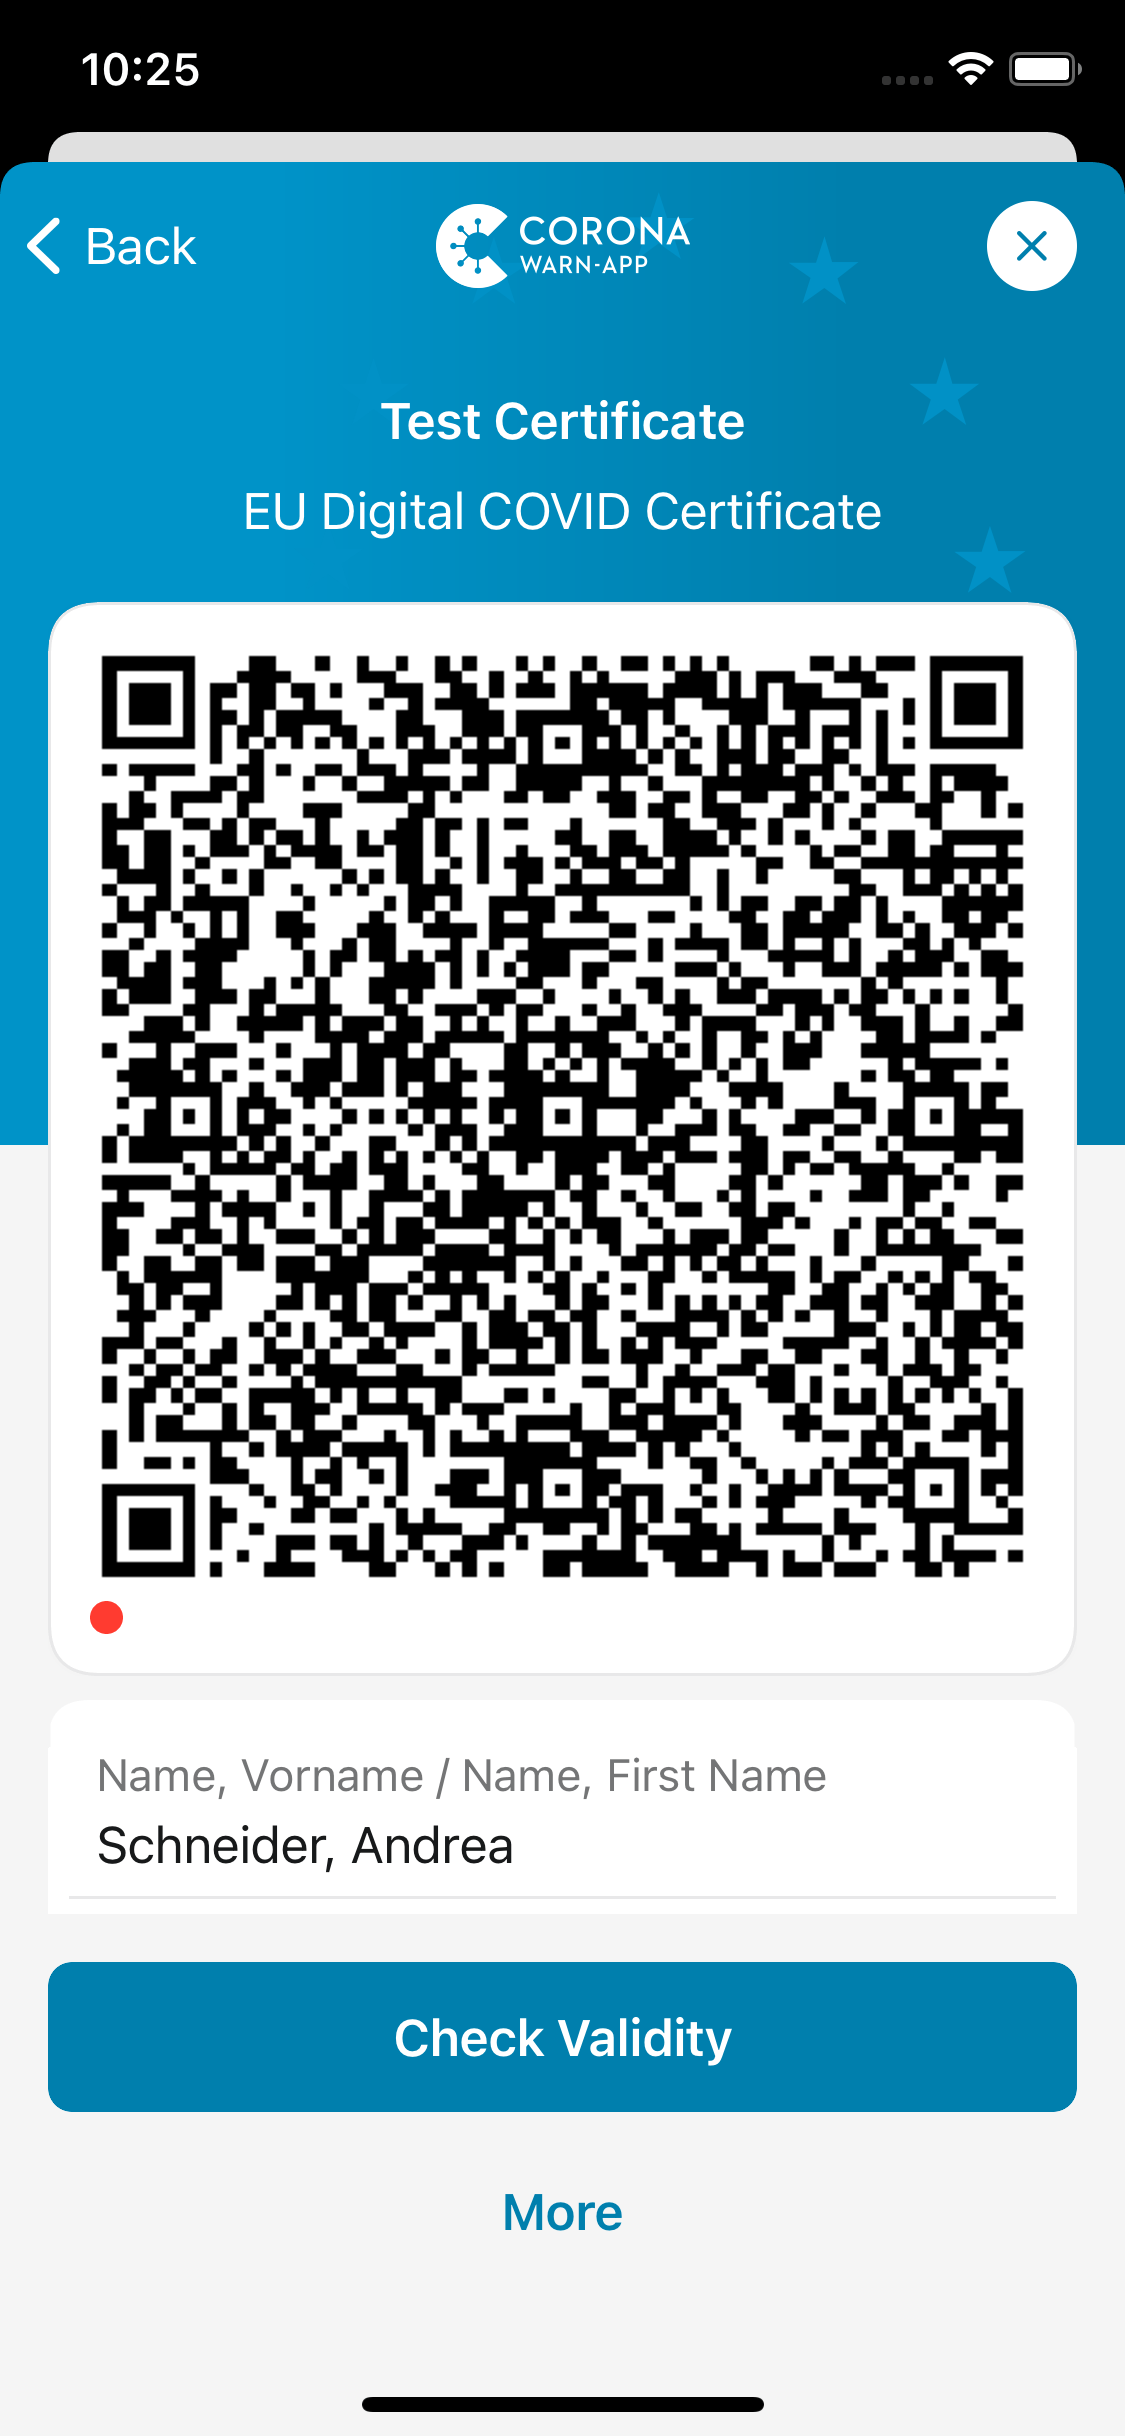 10:25
Back
CORONA
WARN-APP
Test Certificate
EU Digital COVID Certificate
Name, Vorname / Name, First Name
Schneider, Andrea
Check Validity
More